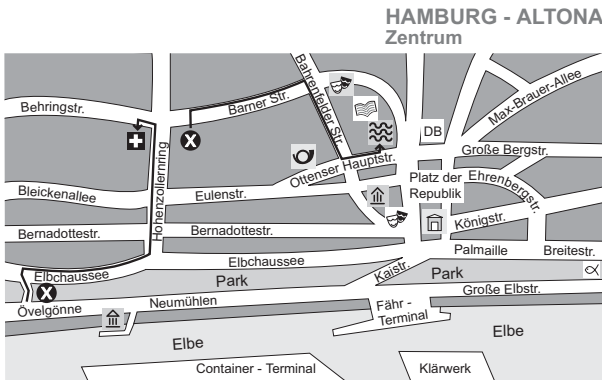 HAMBURG - ALTONA
Zentrum
Behringstr.
Barner Str.
Bahrenfelder Str.
Max-Brauer-Allee
X
DB
Große Bergstr.
Hohenzollernring
Ottenser Hauptstr.
Platz der
Republik
Ehrenbergstr.
Bleickenallee
Eulenstr.
Königstr.
Bernadottestr.
Bernadottestr.
Palmaille
Breitestr.
Elbchaussee
Elbchaussee
Kaistr.
Park
Park
X
Große Elbstr.
Övelgönne
Neumühlen
Fähr -
Terminal
Elbe
Elbe
Container - Terminal
Klärwerk